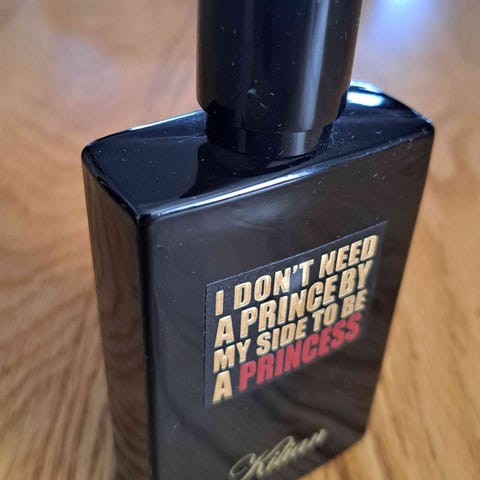 I DON'T NEED
A PRINCE BY
MY SIDE TO BE
A PRINCESS
Kilian